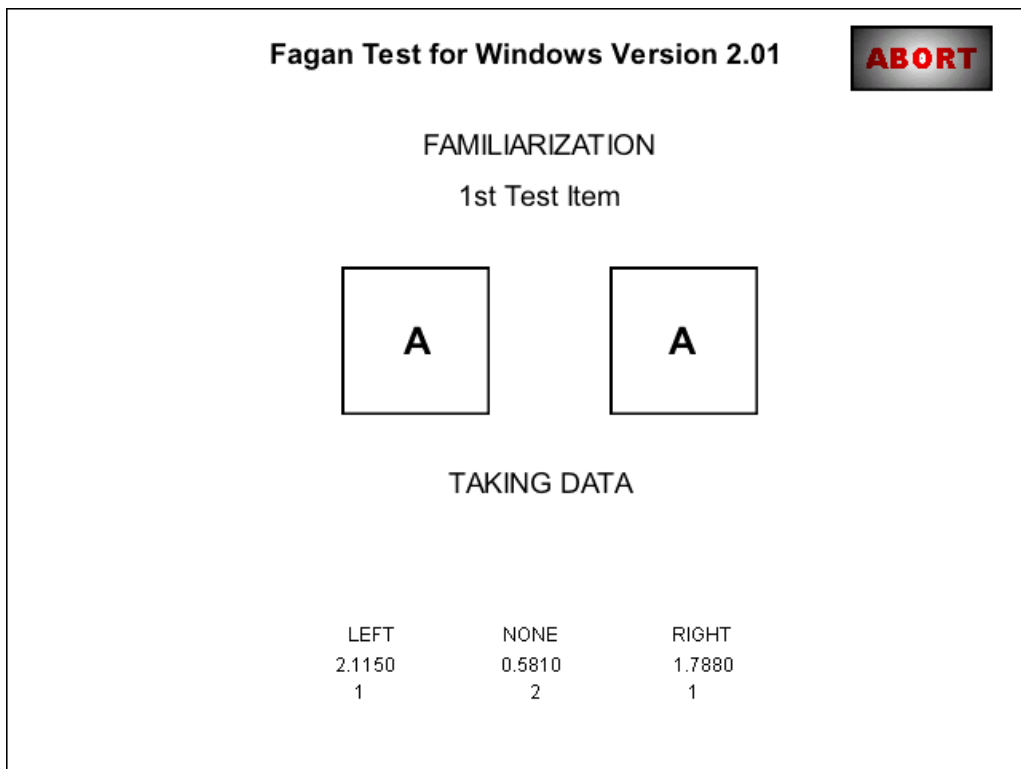 Fagan Test for Windows Version 2.01
ABORT
FAMILIARIZATION
1st Test Item
A A
TAKING DATA
LEFT NONE RIGHT
2.1150 0.5810 1.7880
1 2 1